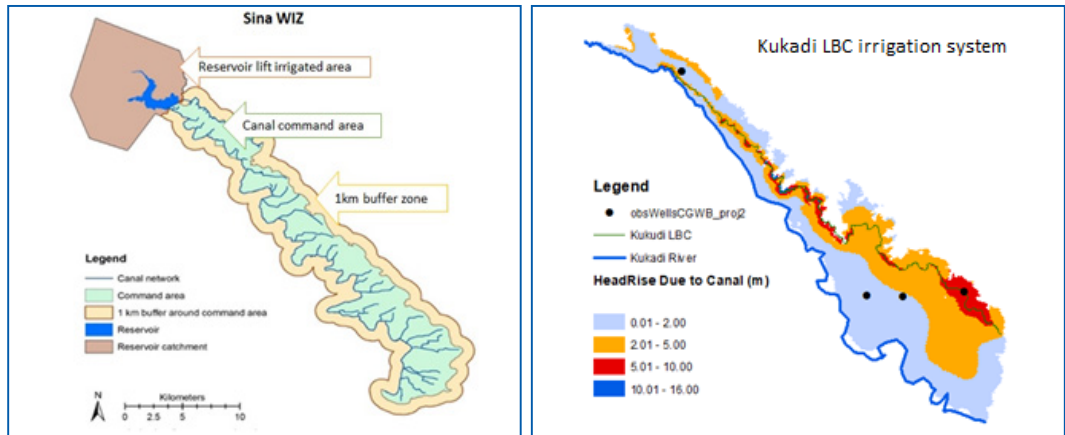 Sina WIZ
Reservoir lift irrigated area
Canal command area
1km buffer zone
Legend
Canal network
Command area
1 km buffer around command area
Reservoir
Reservoir catchment
N
Kilometers
0 2.5 5 10
Kukadi LBC irrigation system
Legend
obsWellsCGWB_proj2
Kukudi LBC
Kukadi River
HeadRise Due to Canal (m)
0.01 - 2.00
2.01 - 5.00
5.01 - 10.00
10.01 - 16.00